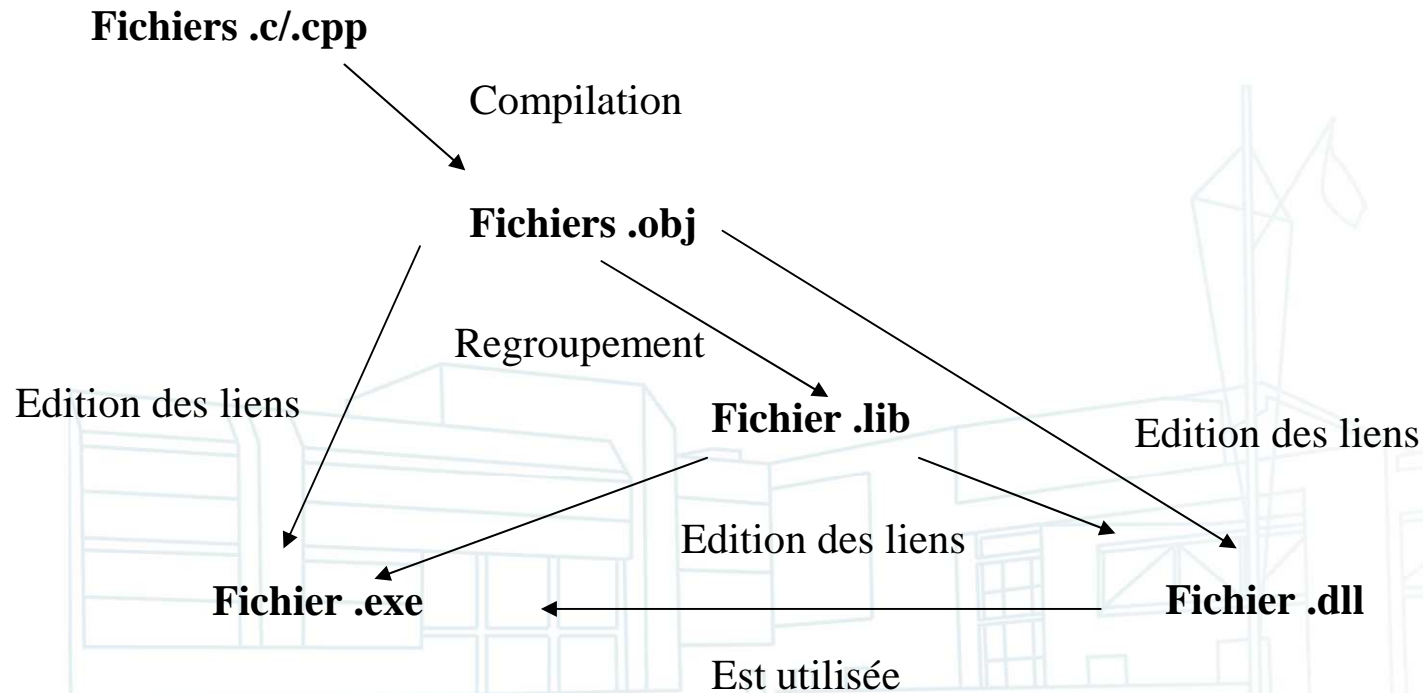 Fichiers .c/.cpp
Compilation
Fichiers .obj
Regroupement
Edition des liens
Fichier .lib
Edition des liens
Edition des liens
Fichier .exe
Fichier .dll
Est utilisée